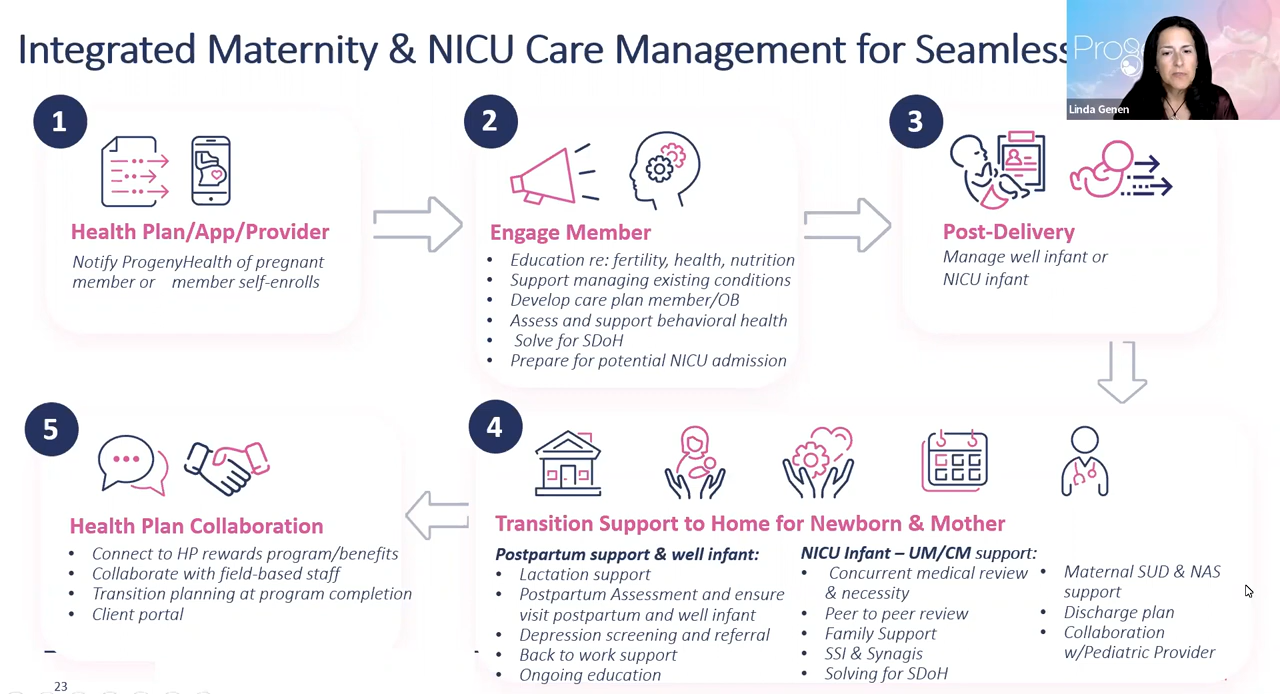 Integrated Maternity & NICU Care Management for Seamless
Linda Genen
1
Health Plan/App/Provider
Notify ProgenyHealth of pregnant
member or member self-enrolls
2
Engage Member
• Education re: fertility, health, nutrition
• Support managing existing conditions
• Develop care plan member/OB
• Assess and support behavioral health
• Solve for SDoH
• Prepare for potential NICU admission
3
Post-Delivery
Manage well infant or
NICU infant
4
Transition Support to Home for Newborn & Mother
Postpartum support & well infant:
• Lactation support
• Postpartum Assessment and ensure
visit postpartum and well infant
• Depression screening and referral
• Back to work support
• Ongoing education
NICU Infant – UM/CM support:
• Concurrent medical review
& necessity
• Peer to peer review
• Family Support
• SSI & Synagis
• Solving for SDoH
• Maternal SUD & NAS
support
• Discharge plan
• Collaboration
w/Pediatric Provider
5
Health Plan Collaboration
• Connect to HP rewards program/benefits
• Collaborate with field-based staff
• Transition planning at program completion
• Client portal
23